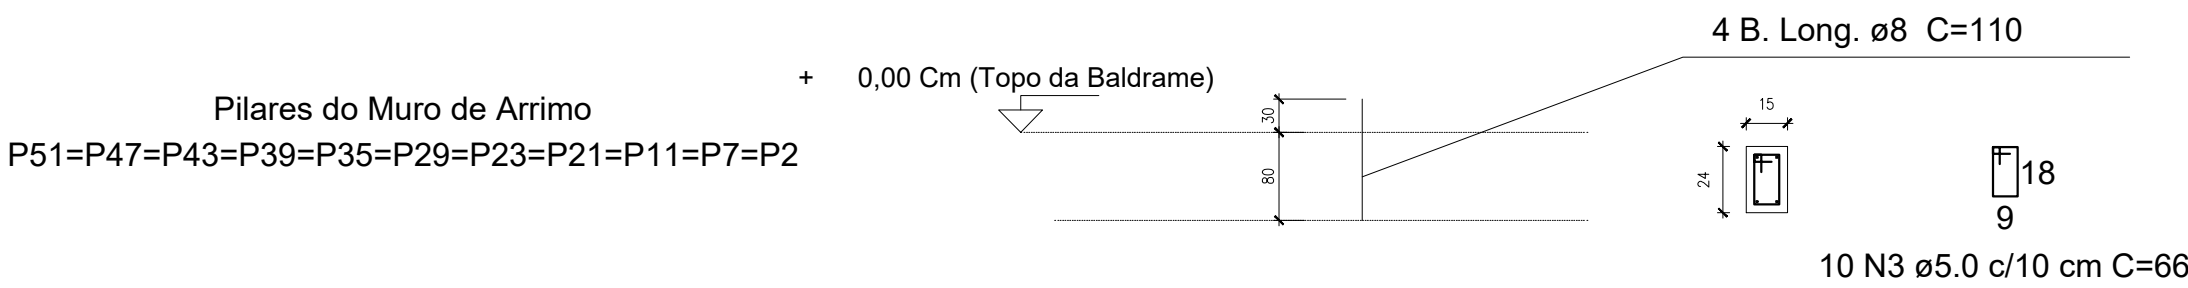 4 B. Long. ø8 C=110
+ 0,00 Cm (Topo da Baldrame)
Pilares do Muro de Arrimo
P51=P47=P43=P39=P35=P29=P23=P21=P11=P7=P2
30
80
15
24
18
9
10 N3 ø5.0 c/10 cm C=66